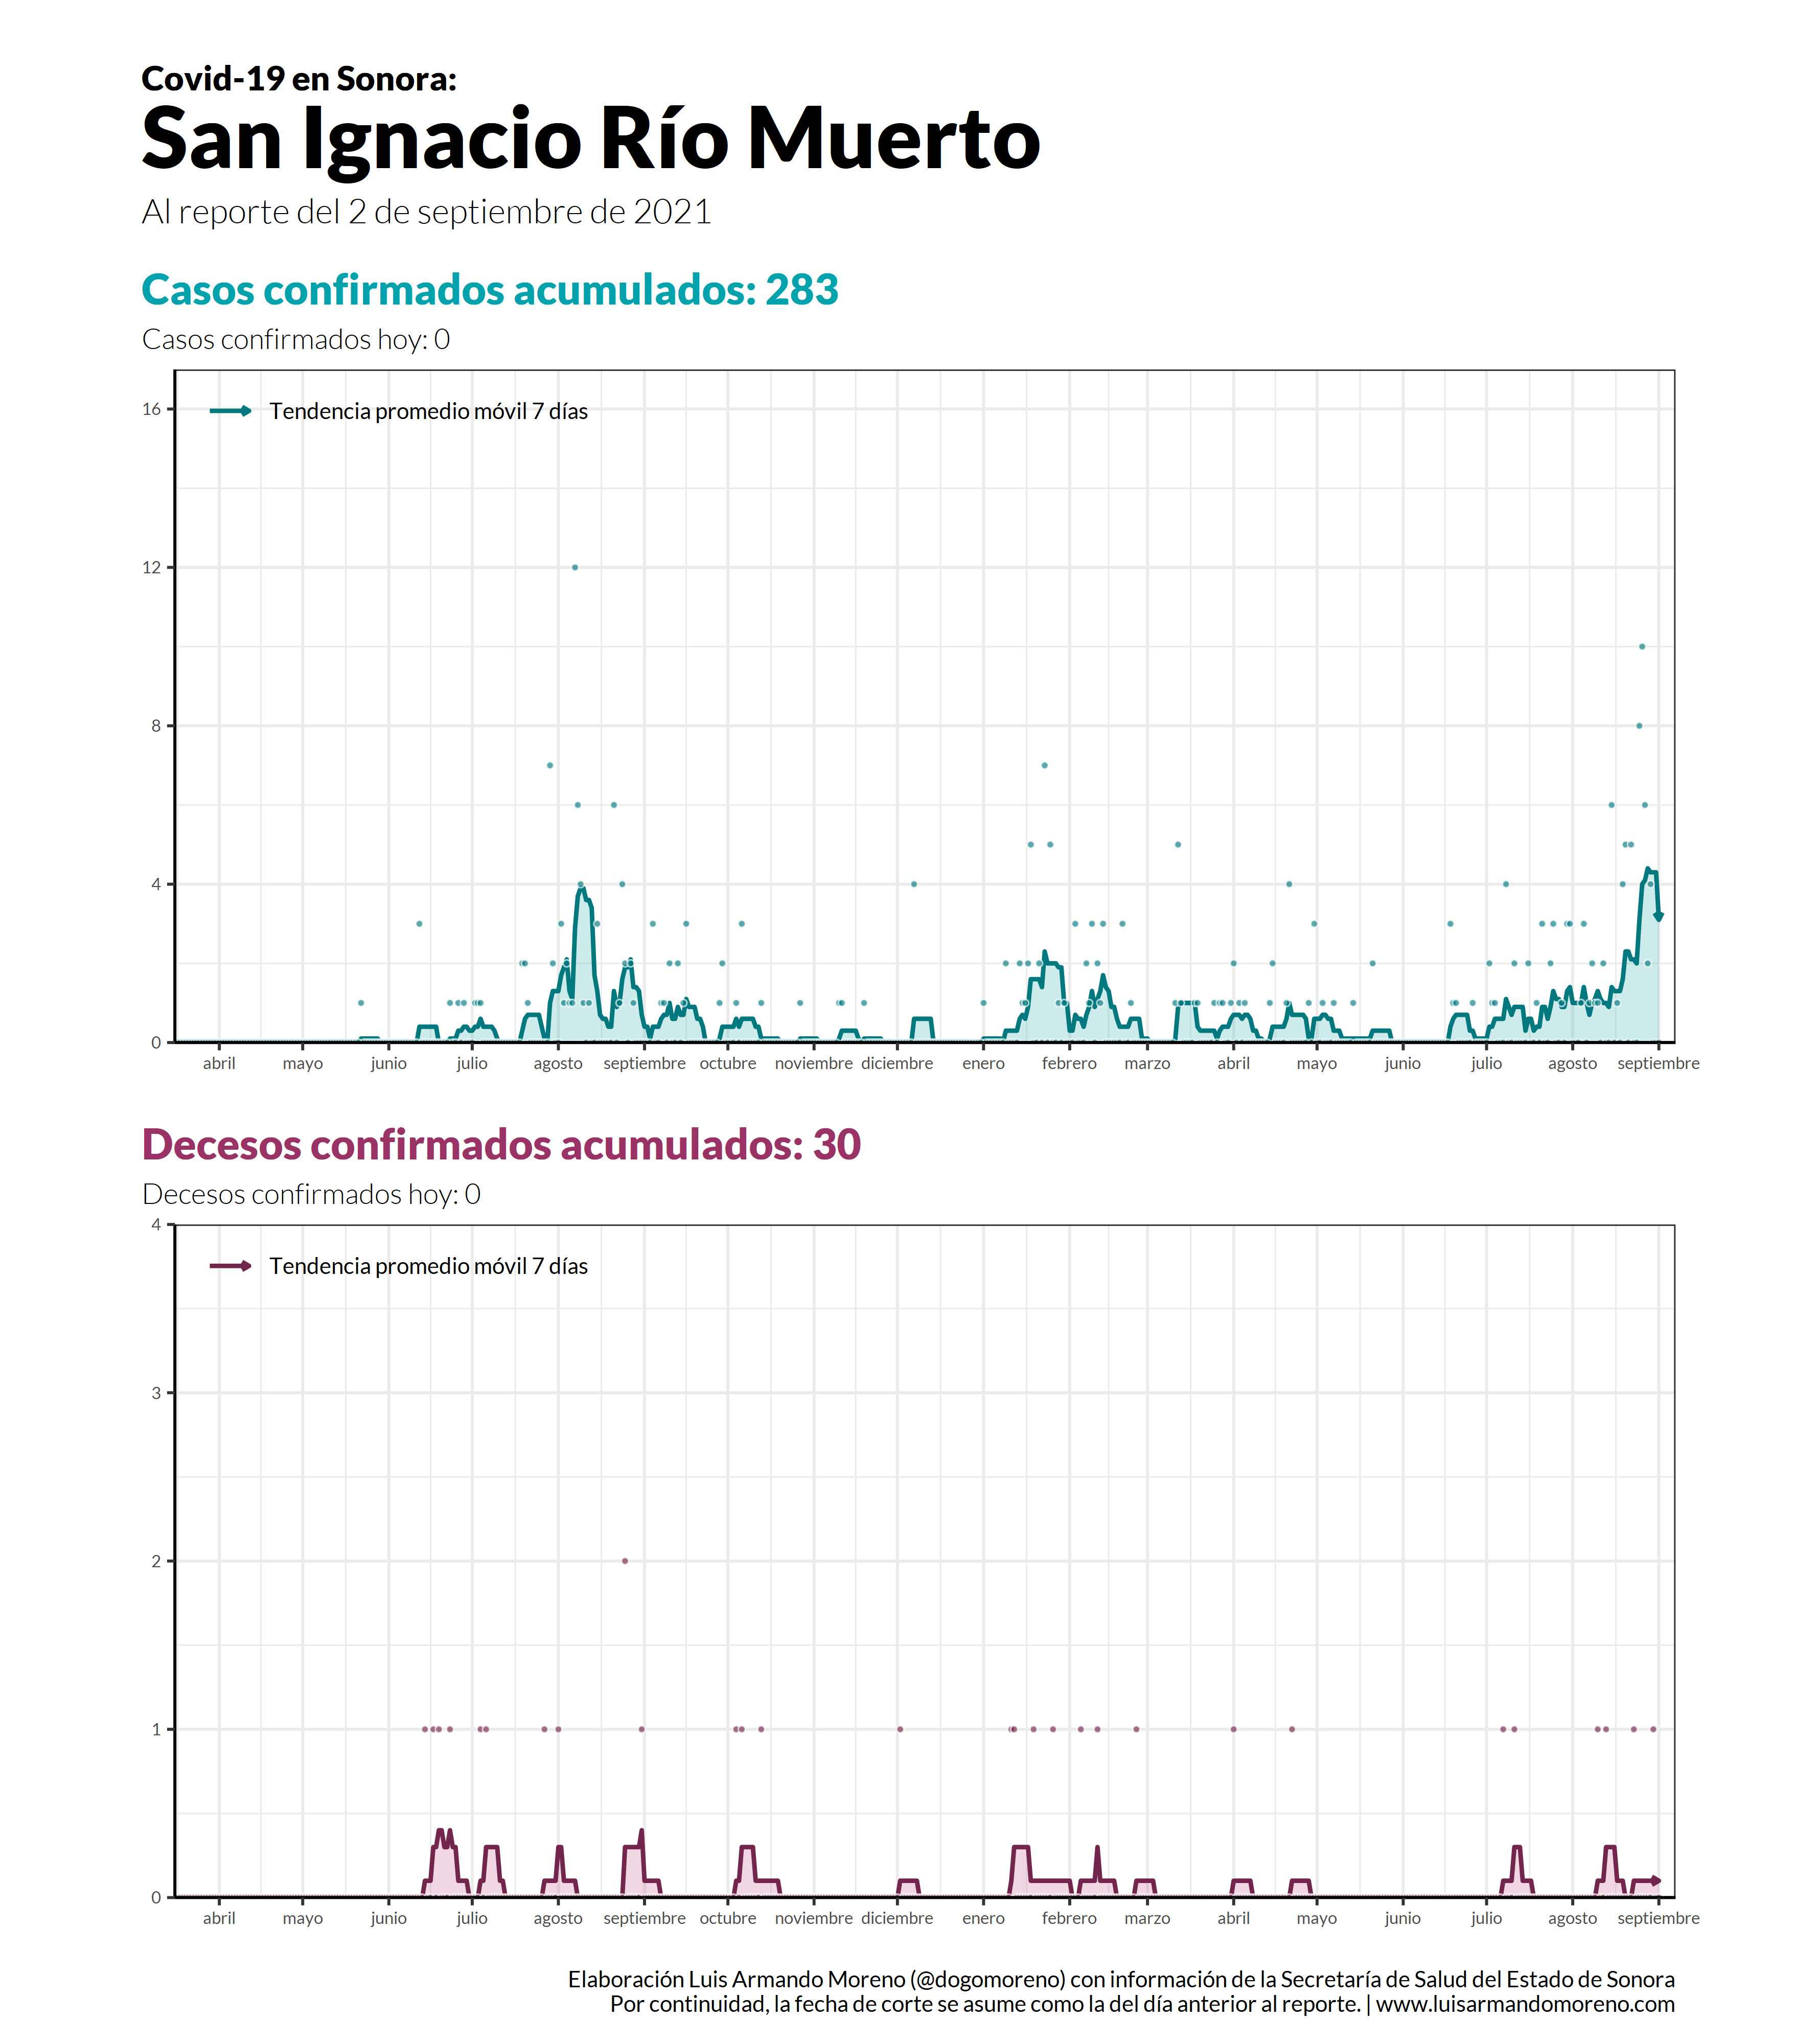 Covid-19 en Sonora:
San Ignacio Río Muerto
Al reporte del 2 de septiembre de 2021
Casos confirmados acumulados: 283
Casos confirmados hoy: 0
Tendencia promedio móvil 7 días
16
12
8
4
0
abril mayo junio julio agosto septiembre octubre noviembre diciembre enero febrero marzo abril mayo junio julio agosto septiembre
Decesos confirmados acumulados: 30
Decesos confirmados hoy: 0
4
Tendencia promedio móvil 7 días
3
2
1
0
abril mayo junio julio agosto septiembre octubre noviembre diciembre enero febrero marzo abril mayo junio julio agosto septiembre
Elaboración Luis Armando Moreno (@dogomoreno) con información de la Secretaría de Salud del Estado de Sonora
Por continuidad, la fecha de corte se asume como la del día anterior al reporte. | www.luisarmandomoreno.com